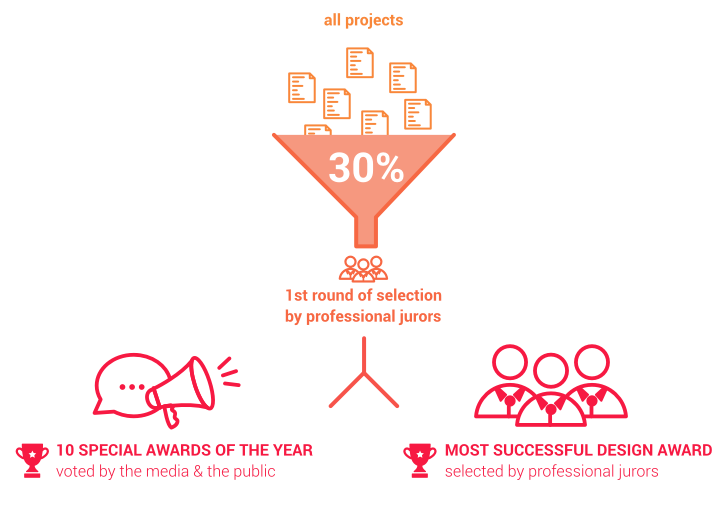 all projects
30%
1st round of selection
by professional jurors
10 SPECIAL AWARDS OF THE YEAR
voted by the media & the public
MOST SUCCESSFUL DESIGN AWARD
selected by professional jurors